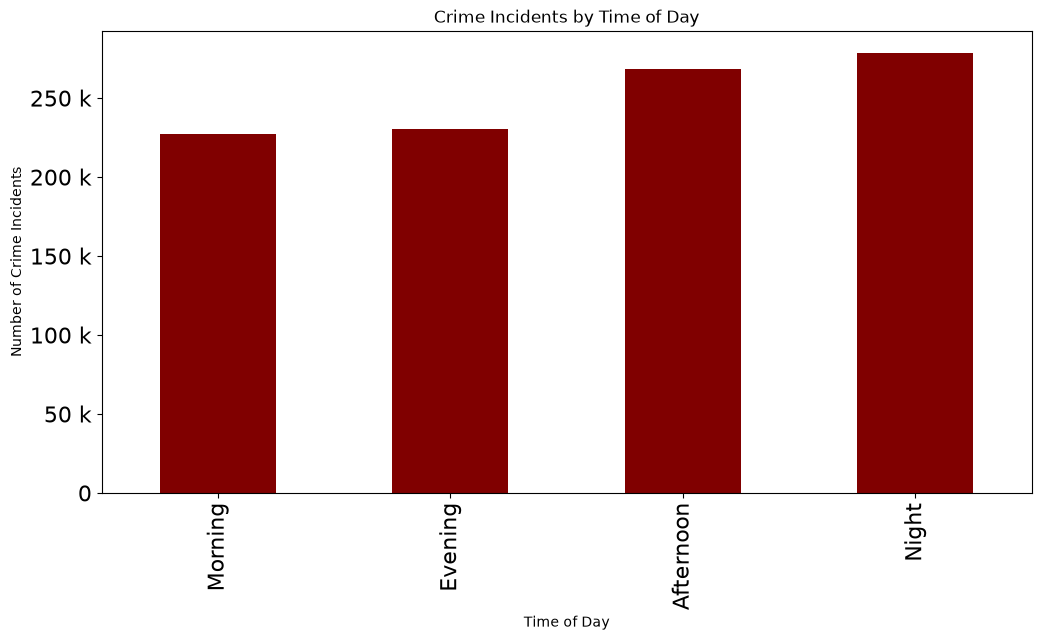 Crime Incidents by Time of Day
Number of Crime Incidents
250 k
200 k
150 k
100 k
50 k
0
Morning
Evening
Afternoon
Night
Time of Day